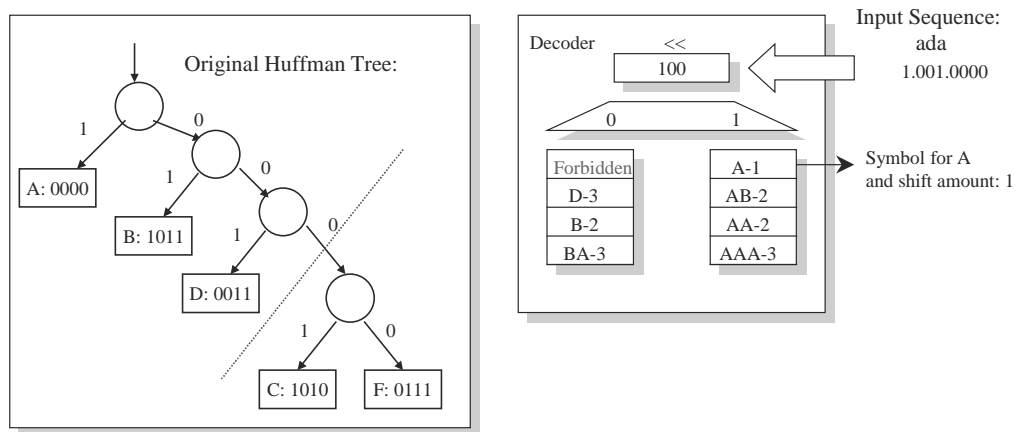 Original Huffman Tree:
1
0
A: 0000
1
0
B: 1011
1
0
D: 0011
1
0
C: 1010
F: 0111
Decoder
<<
100
0
1
Forbidden
D-3
B-2
BA-3
A-1
AB-2
AA-2
AAA-3
Input Sequence:
ada
1.001.0000
Symbol for A
and shift amount: 1